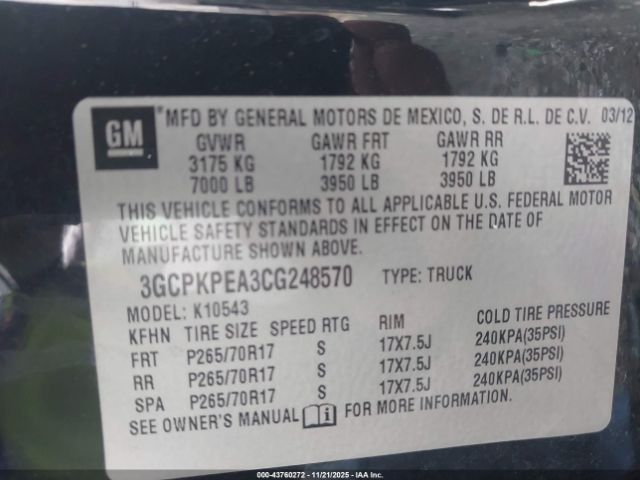 GM
*MFD BY GENERAL MOTORS DE MEXICO, S. DE R.L. DE C.V. 03/12
GVWR GAWR FRT GAWR RR
3175 KG 1792 KG 1792 KG
7000 LB 3950 LB 3950 LB
THIS VEHICLE CONFORMS TO ALL APPLICABLE U.S. FEDERAL MOTOR
VEHICLE SAFETY STANDARDS IN EFFECT ON THE DATE OF
MANUFACTURE SHOWN ABOVE.
3GCPKPEA3CG248570 TYPE: TRUCK
MODEL: K10543
KFHN TIRE SIZE SPEED RTG RIM COLD TIRE PRESSURE
FRT P265/70R17 S 17X7.5J 240KPA(35PSI)
RR P265/70R17 S 17X7.5J 240KPA(35PSI)
SPA P265/70R17 S 17X7.5J 240KPA(35PSI)
SEE OWNER'S MANUAL i FOR MORE INFORMATION.
000-43760272 - 11/21/2025 - IAAI.COM